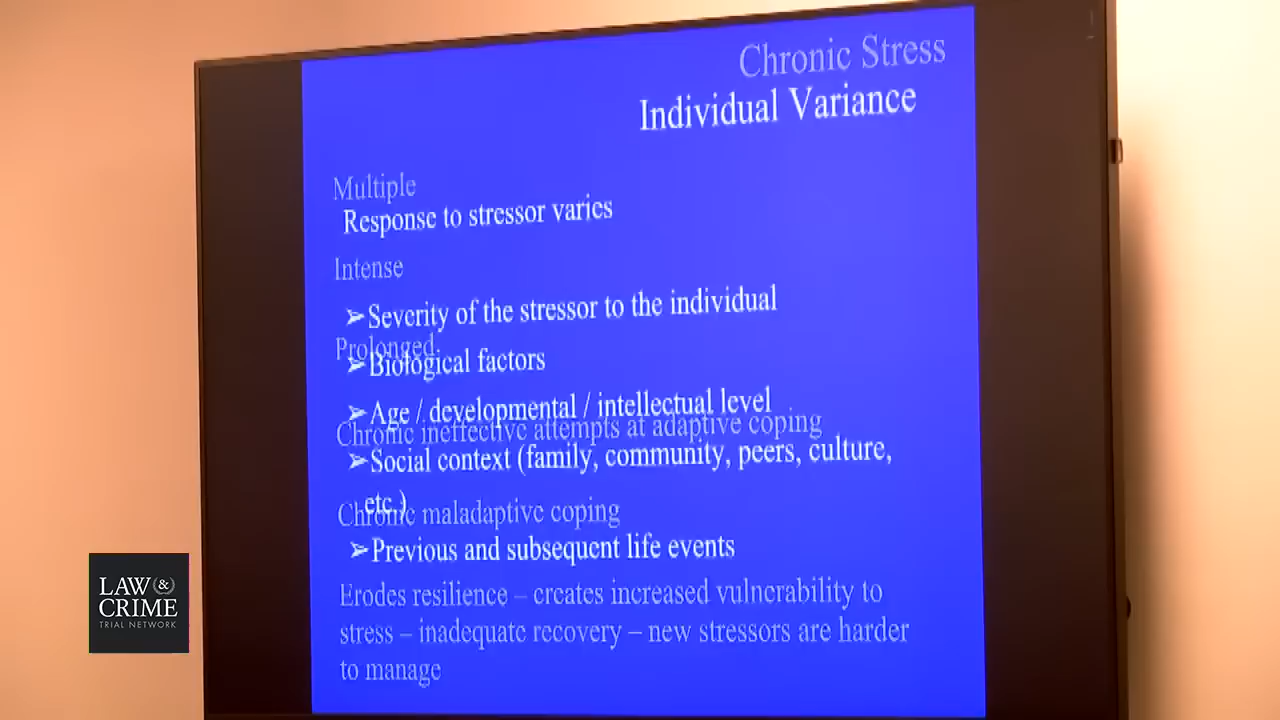 Chronic Stress
Individual Variance
Multiple
Response to stressor varies
Intense
➢Severity of the stressor to the individual
Prolonged
➢Biological factors
➢Age / developmental / intellectual level
Chronic ineffective attempts at adaptive coping
➢Social context (family, community, peers, culture,
etc.)
Chronic maladaptive coping
➢Previous and subsequent life events
Erodes resilience – creates increased vulnerability to
stress – inadequate recovery – new stressors are harder
to manage
LAW &
CRIME
TRIAL NETWORK